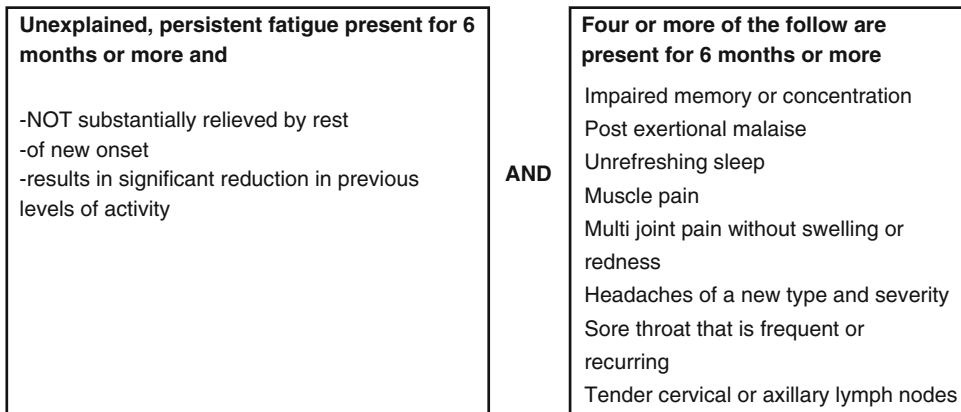 Unexplained, persistent fatigue present for 6
months or more and
-NOT substantially relieved by rest
-of new onset
-results in significant reduction in previous
levels of activity
AND
Four or more of the follow are
present for 6 months or more
Impaired memory or concentration
Post exertional malaise
Unrefreshing sleep
Muscle pain
Multi joint pain without swelling or
redness
Headaches of a new type and severity
Sore throat that is frequent or
recurring
Tender cervical or axillary lymph nodes